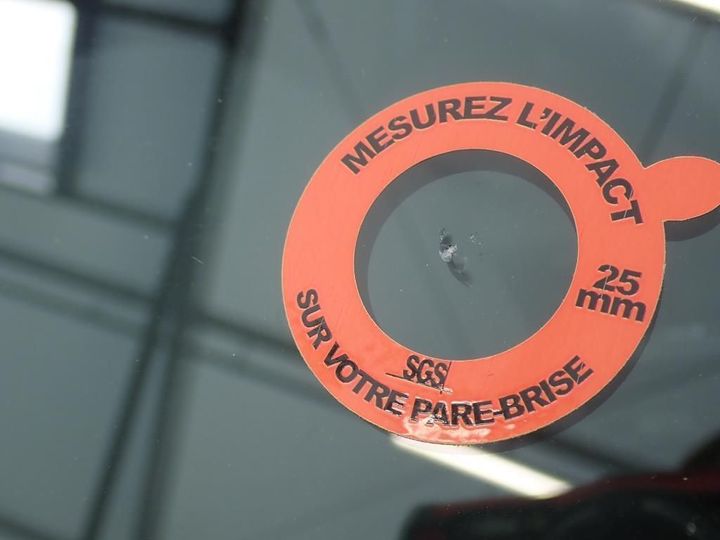 MESUREZ L'IMPACT
25
mm
SGS
SUR VOTRE PARE-BRISE